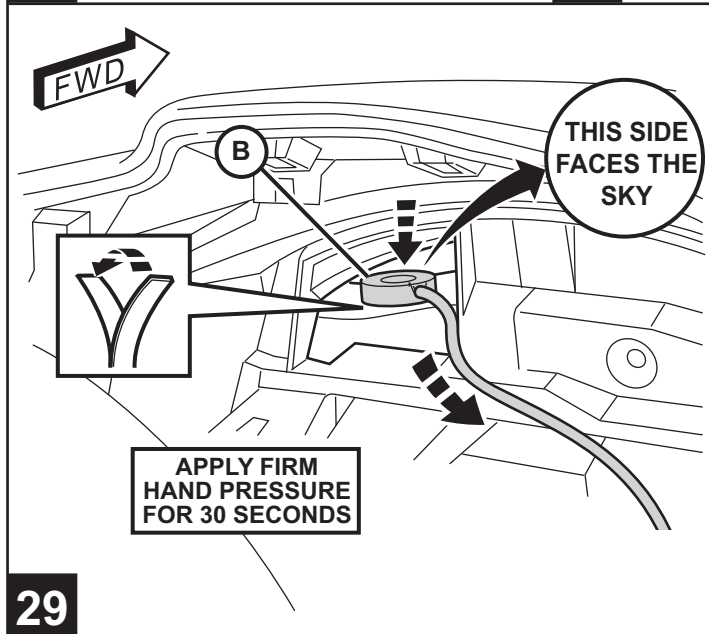 FWD
B
THIS SIDE
FACES THE
SKY
APPLY FIRM
HAND PRESSURE
FOR 30 SECONDS
29